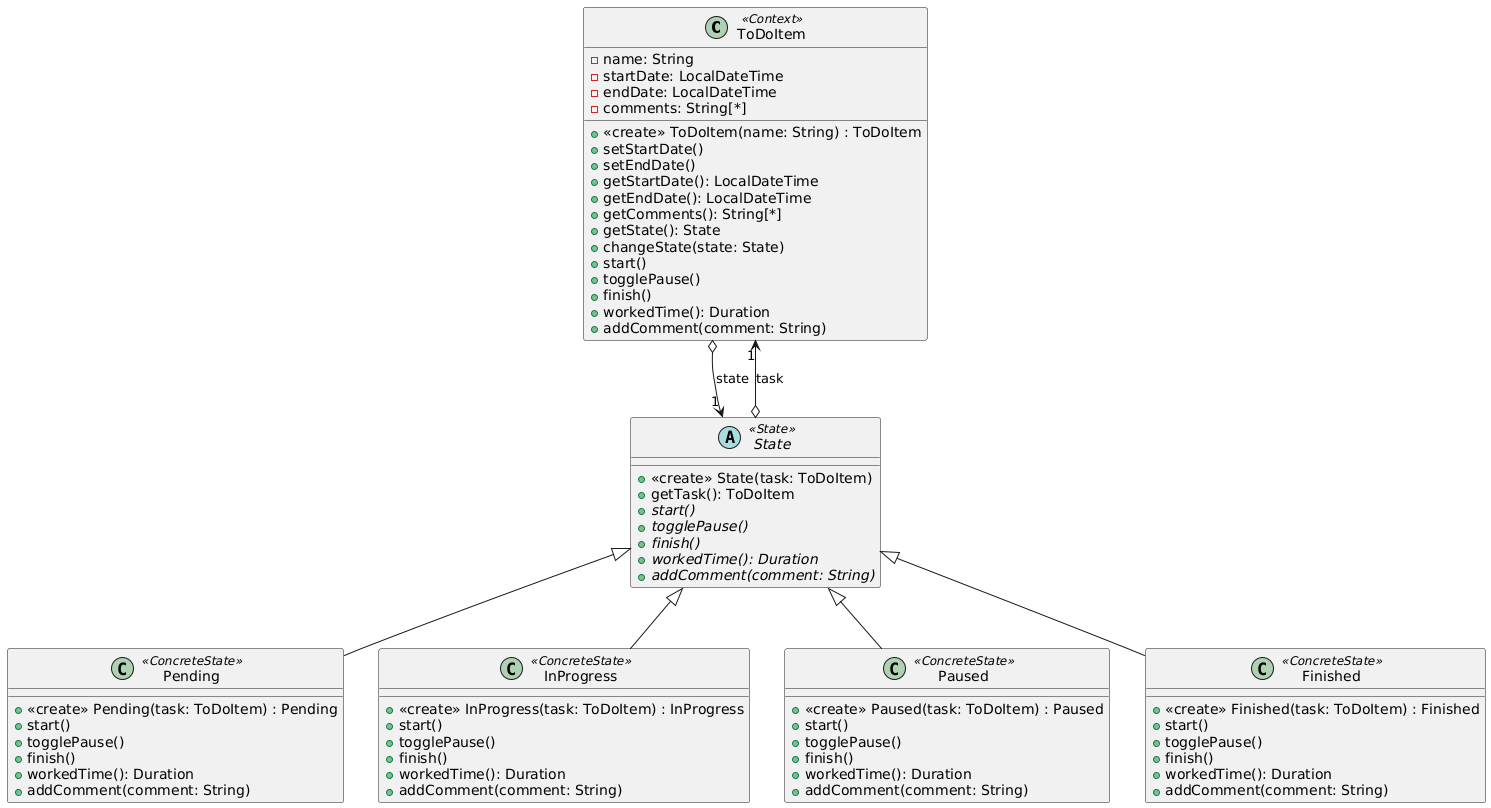 C
«Context»
ToDoItem
name: String
startDate: LocalDateTime
endDate: LocalDateTime
comments: String[*]
«create» ToDoItem(name: String) : ToDoItem
setStartDate()
setEndDate()
getStartDate(): LocalDateTime
getEndDate(): LocalDateTime
getComments(): String[*]
getState(): State
changeState(state: State)
start()
togglePause()
finish()
workedTime(): Duration
addComment(comment: String)
1
state
task
1
A
«State»
State
«create» State(task: ToDoItem)
getTask(): ToDoItem
start()
togglePause()
finish()
workedTime(): Duration
addComment(comment: String)
C
«ConcreteState»
Pending
«create» Pending(task: ToDoItem) : Pending
start()
togglePause()
finish()
workedTime(): Duration
addComment(comment: String)
C
«ConcreteState»
InProgress
«create» InProgress(task: ToDoItem) : InProgress
start()
togglePause()
finish()
workedTime(): Duration
addComment(comment: String)
C
«ConcreteState»
Paused
«create» Paused(task: ToDoItem) : Paused
start()
togglePause()
finish()
workedTime(): Duration
addComment(comment: String)
C
«ConcreteState»
Finished
«create» Finished(task: ToDoItem) : Finished
start()
togglePause()
finish()
workedTime(): Duration
addComment(comment: String)